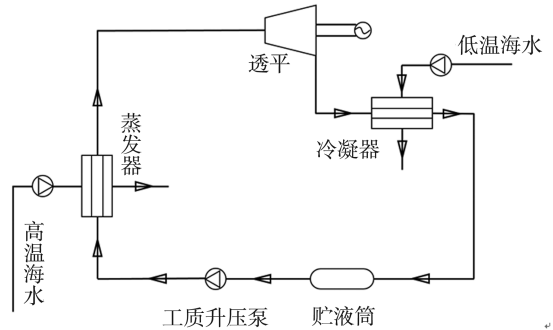 低温海水
透平
蒸发器
冷凝器
高温海水
工质升压泵
贮液筒